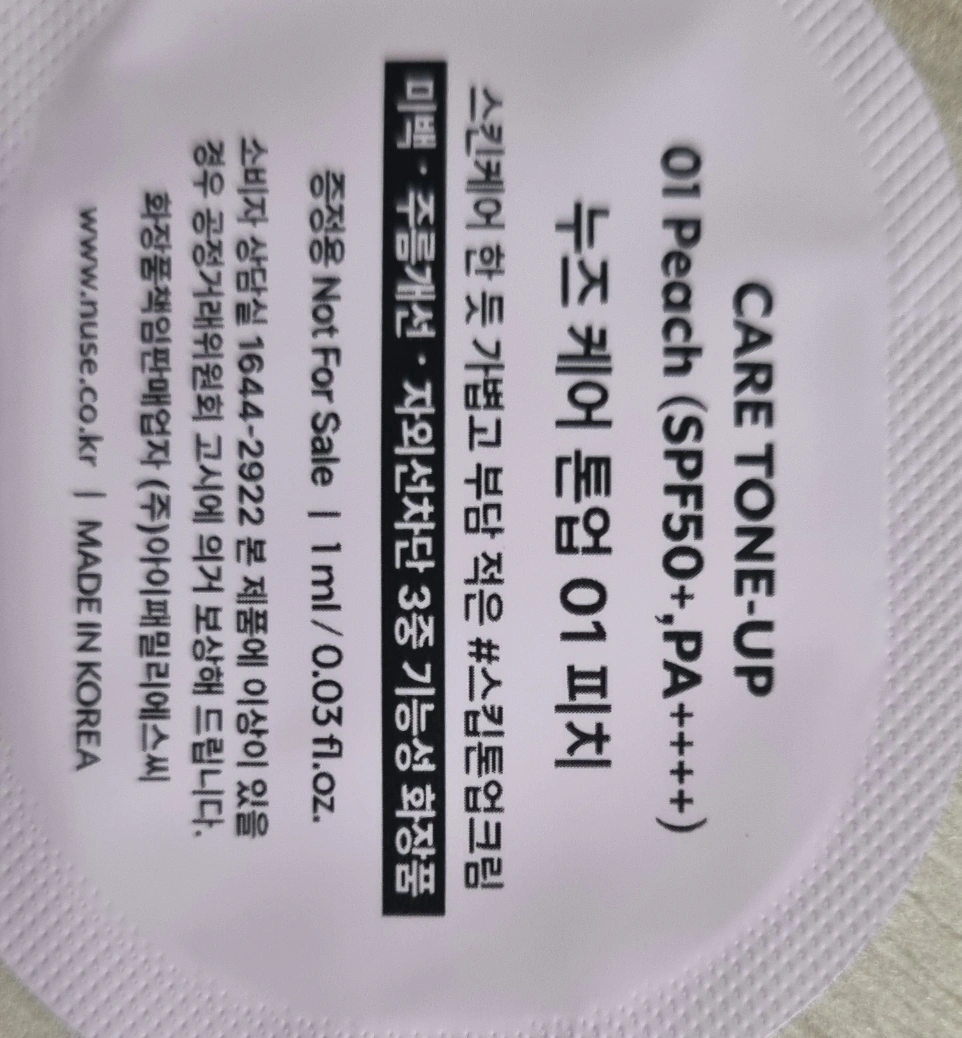 CARE TONE-UP
01 Peach (SPF50+,PA++++)
누즈 케어 톤업 01 피치
스킨케어 한 듯 가볍고 부담 적은 #스킵톤업크림
미백·주름개선·자외선차단 3중 기능성 화장품
증정용 Not For Sale | 1 ml / 0.03 fl.oz.
소비자 상담실 1644-2922 본 제품에 이상이 있을
경우 공정거래위원회 고시에 의거 보상해 드립니다.
화장품책임판매업자 (주)아이패밀리에스씨
www.nuse.co.kr | MADE IN KOREA